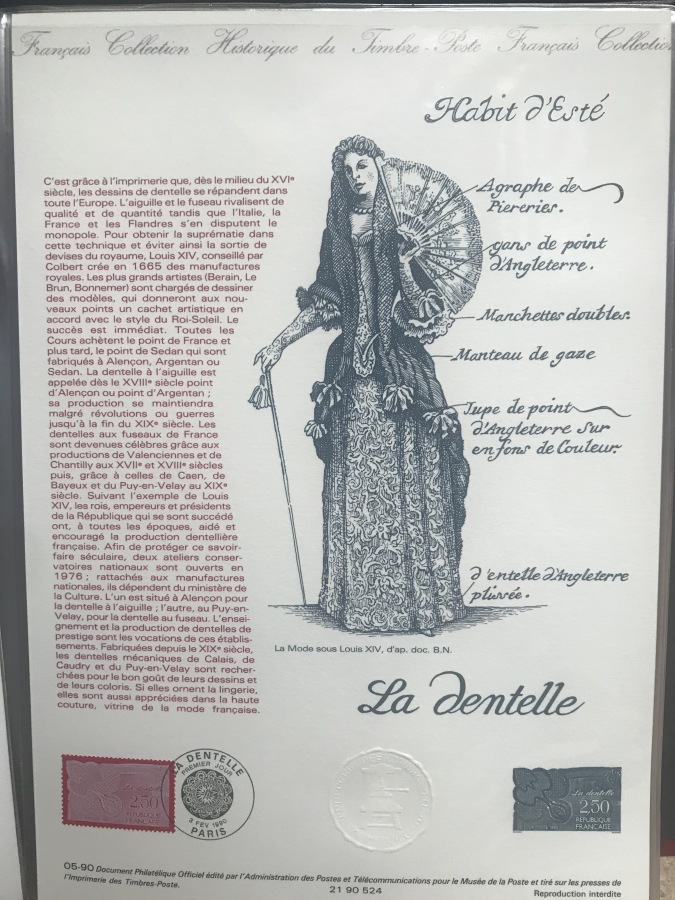 Français Collection Historique du Timbre-Poste Français Collection
Habit d'Esté
C'est grâce à l'imprimerie que, dès le milieu du XVIe
siècle, les dessins de dentelle se répandent dans
toute l'Europe. L'aiguille et le fuseau rivalisent de
qualité et de quantité tandis que l'Italie, la
France et les Flandres s'en disputent le
monopole. Pour obtenir la suprématie dans
cette technique et éviter ainsi la sortie de
devises du royaume, Louis XIV, conseillé par
Colbert crée en 1665 des manufactures
royales. Les plus grands artistes (Berain, Le
Brun, Bonnemer) sont chargés de dessiner
des modèles, qui donneront aux nou-
veaux points un cachet artistique en
accord avec le style du Roi-Soleil. Le
succès est immédiat. Toutes les
Cours achètent le point de France et
plus tard, le point de Sedan qui sont
fabriqués à Alençon, Argentan ou
Sedan. La dentelle à l'aiguille est
appelée dès le XVIIIe siècle point
d'Alençon ou point d'Argentan ;
sa production se maintiendra
malgré révolutions ou guerres
jusqu'à la fin du XIXe siècle. Les
dentelles aux fuseaux de France
sont devenues célèbres grâce aux
productions de Valenciennes et de
Chantilly aux XVIIe et XVIIIe siècles
puis, grâce à celles de Caen, de
Bayeux et du Puy-en-Velay au XIXe
siècle. Suivant l'exemple de Louis
XIV, les rois, empereurs et présidents
de la République qui se sont succédé
ont, à toutes les époques, aidé et
encouragé la production dentellière
française. Afin de protéger ce savoir-
faire séculaire, deux ateliers conser-
vatoires nationaux sont ouverts en
1976 ; rattachés aux manufactures
nationales, ils dépendent du ministère de
la Culture. L'un est situé à Alençon pour
la dentelle à l'aiguille ; l'autre, au Puy-en-
Velay, pour la dentelle au fuseau. L'ensei-
gnement et la production de dentelles de
prestige sont les vocations de ces établis-
sements. Fabriquées depuis le XIXe siècle,
les dentelles mécaniques de Calais, de
Caudry et du Puy-en-Velay sont recher-
chées pour le bon goût de leurs dessins et
de leurs coloris. Si elles ornent la lingerie,
elles sont aussi appréciées dans la haute
couture, vitrine de la mode française.
Agraphe de
Piereries.
gans de point
d'Angleterre.
Manchettes doubles.
Manteau de gaze
Jupe de point
d'Angleterre sur
en fons de Couleur.
d'entelle d'Angleterre
plissée.
La Mode sous Louis XIV, d'ap. doc. B.N.
La dentelle
La dentelle
2,50
REPUBLIQUE
FRANÇAISE
LA DENTELLE
PREMIER JOUR
3 FEV 1990
PARIS
La dentelle
2,50
REPUBLIQUE
FRANÇAISE
05-90 Document Philatélique Officiel édité par l'Administration des Postes et Télécommunications pour le Musée de la Poste et tiré sur les presses de
l'Imprimerie des Timbres-Poste.
21 90 524
Reproduction interdite